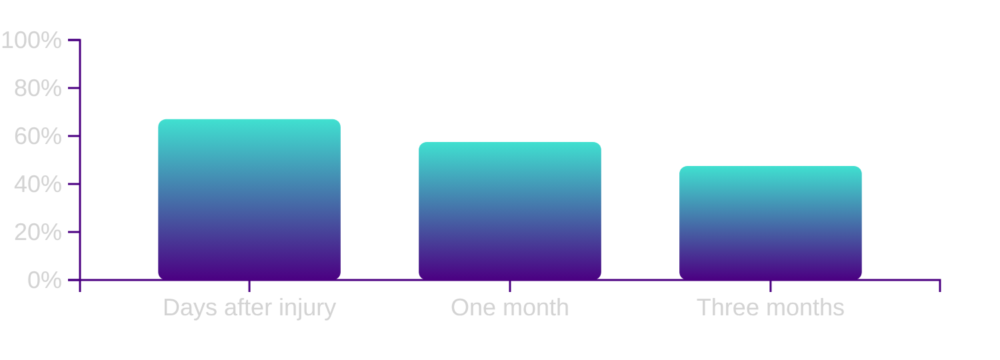 100%
80%
60%
40%
20%
0%
Days after injury
One month
Three months